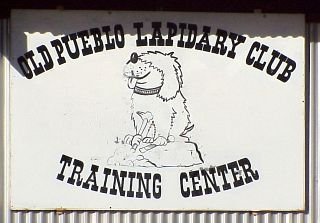 OLD PUEBLO LAPIDARY CLUB
TRAINING CENTER